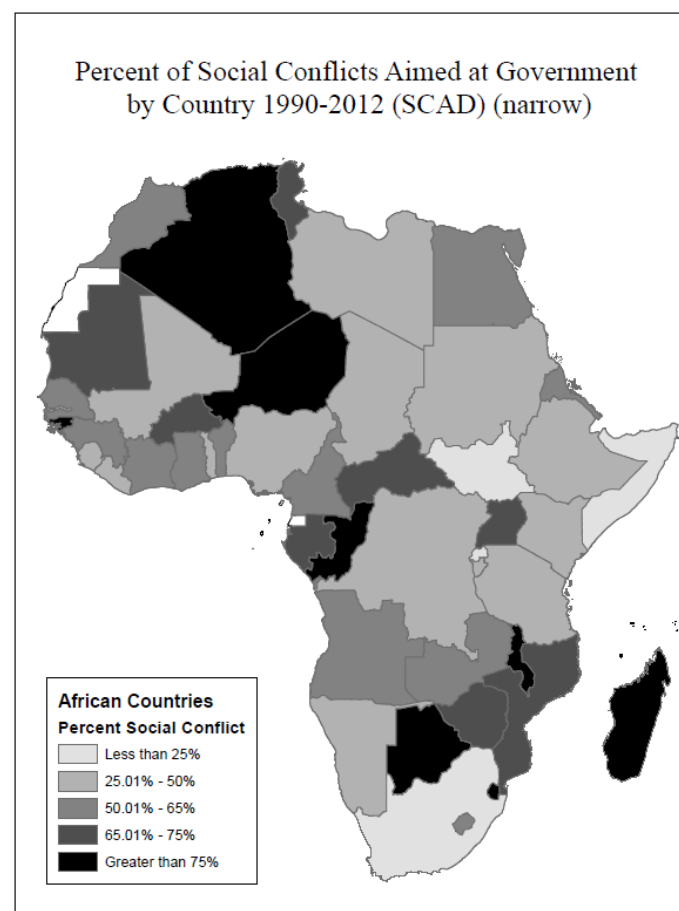 Percent of Social Conflicts Aimed at Government
by Country 1990-2012 (SCAD) (narrow)
African Countries
Percent Social Conflict
Less than 25%
25.01% - 50%
50.01% - 65%
65.01% - 75%
Greater than 75%